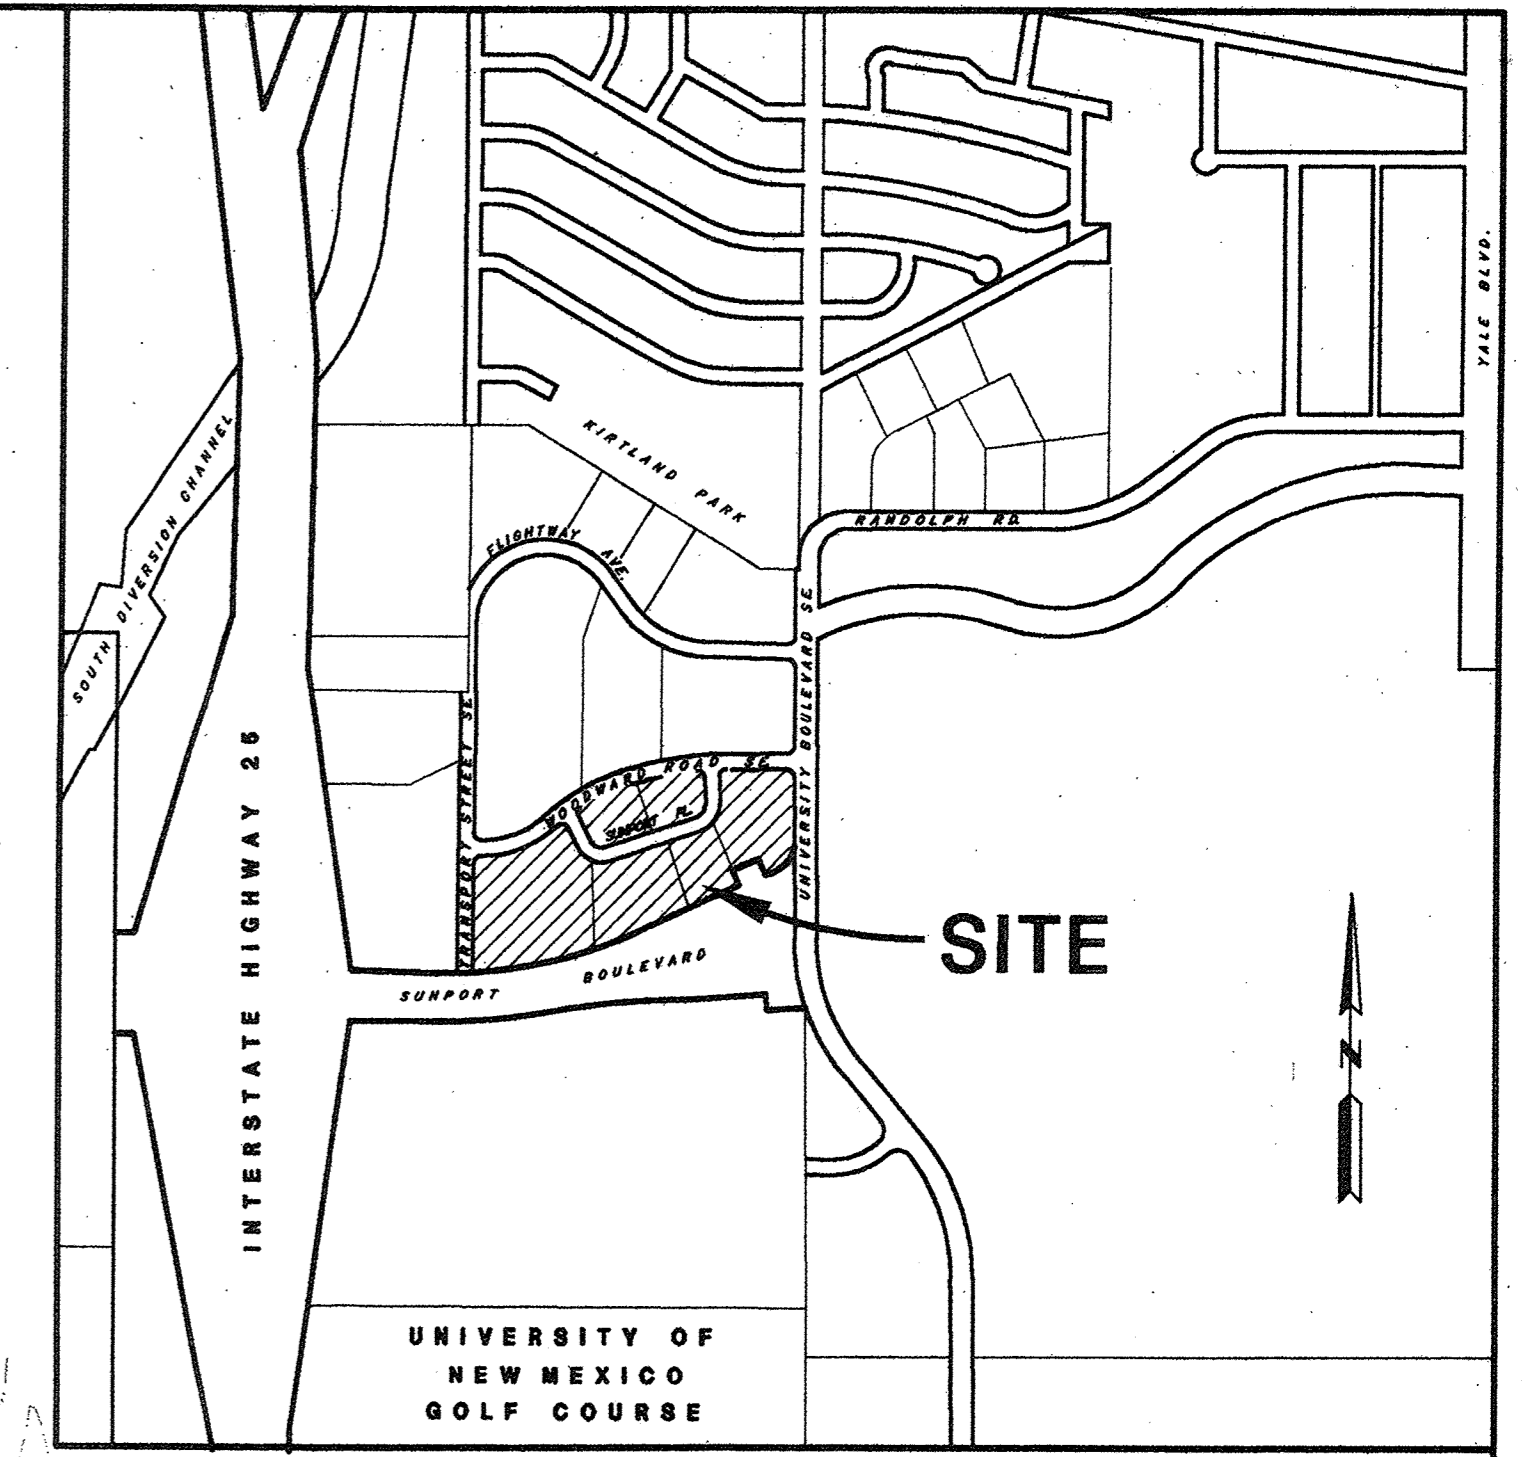 YALE BLVD.
SOUTH DIVERSION CHANNEL
KIRTLAND PARK
FLIGHTWAY AVE.
RANDOLPH RD.
UNIVERSITY BOULEVARD SE
TRANSPORT STREET SE
WOODWARD ROAD SE
SUNPORT PL.
INTERSTATE HIGHWAY 25
SITE
SUNPORT BOULEVARD
N
UNIVERSITY OF
NEW MEXICO
GOLF COURSE